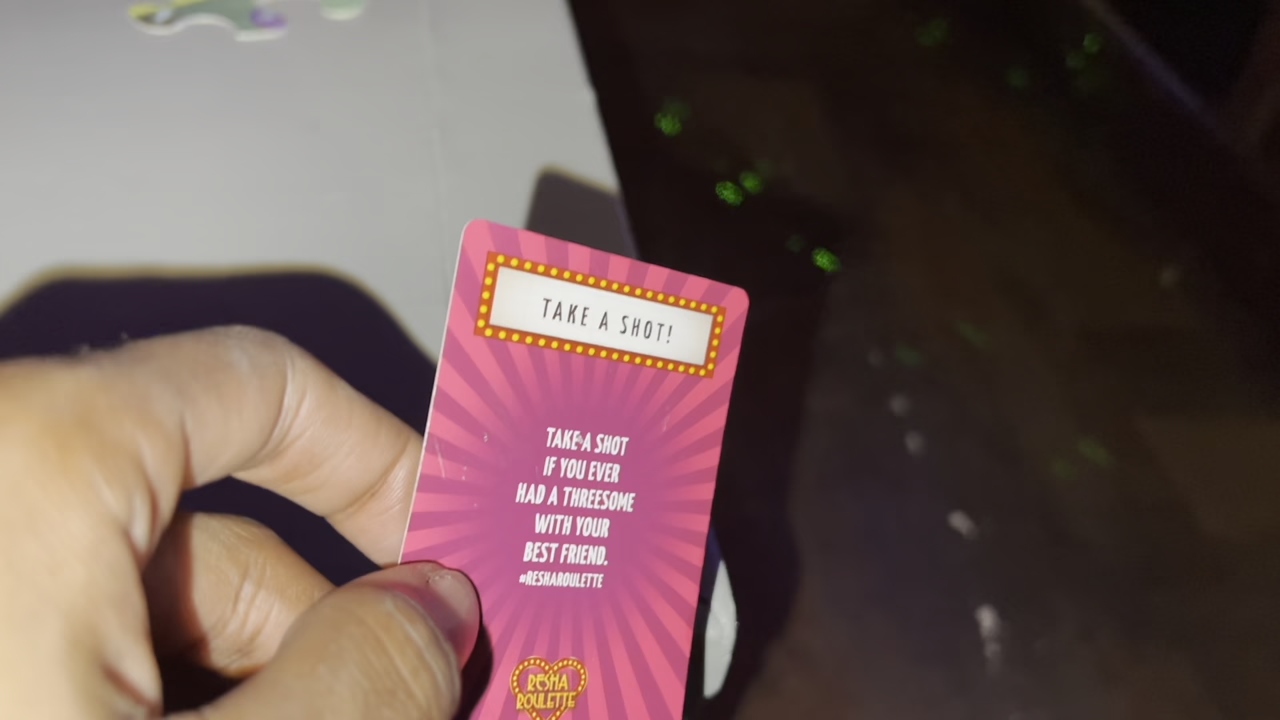 TAKE A SHOT!
TAKE A SHOT
IF YOU EVER
HAD A THREESOME
WITH YOUR
BEST FRIEND.
#RESHAROULETTE
RESHA
ROULETTE